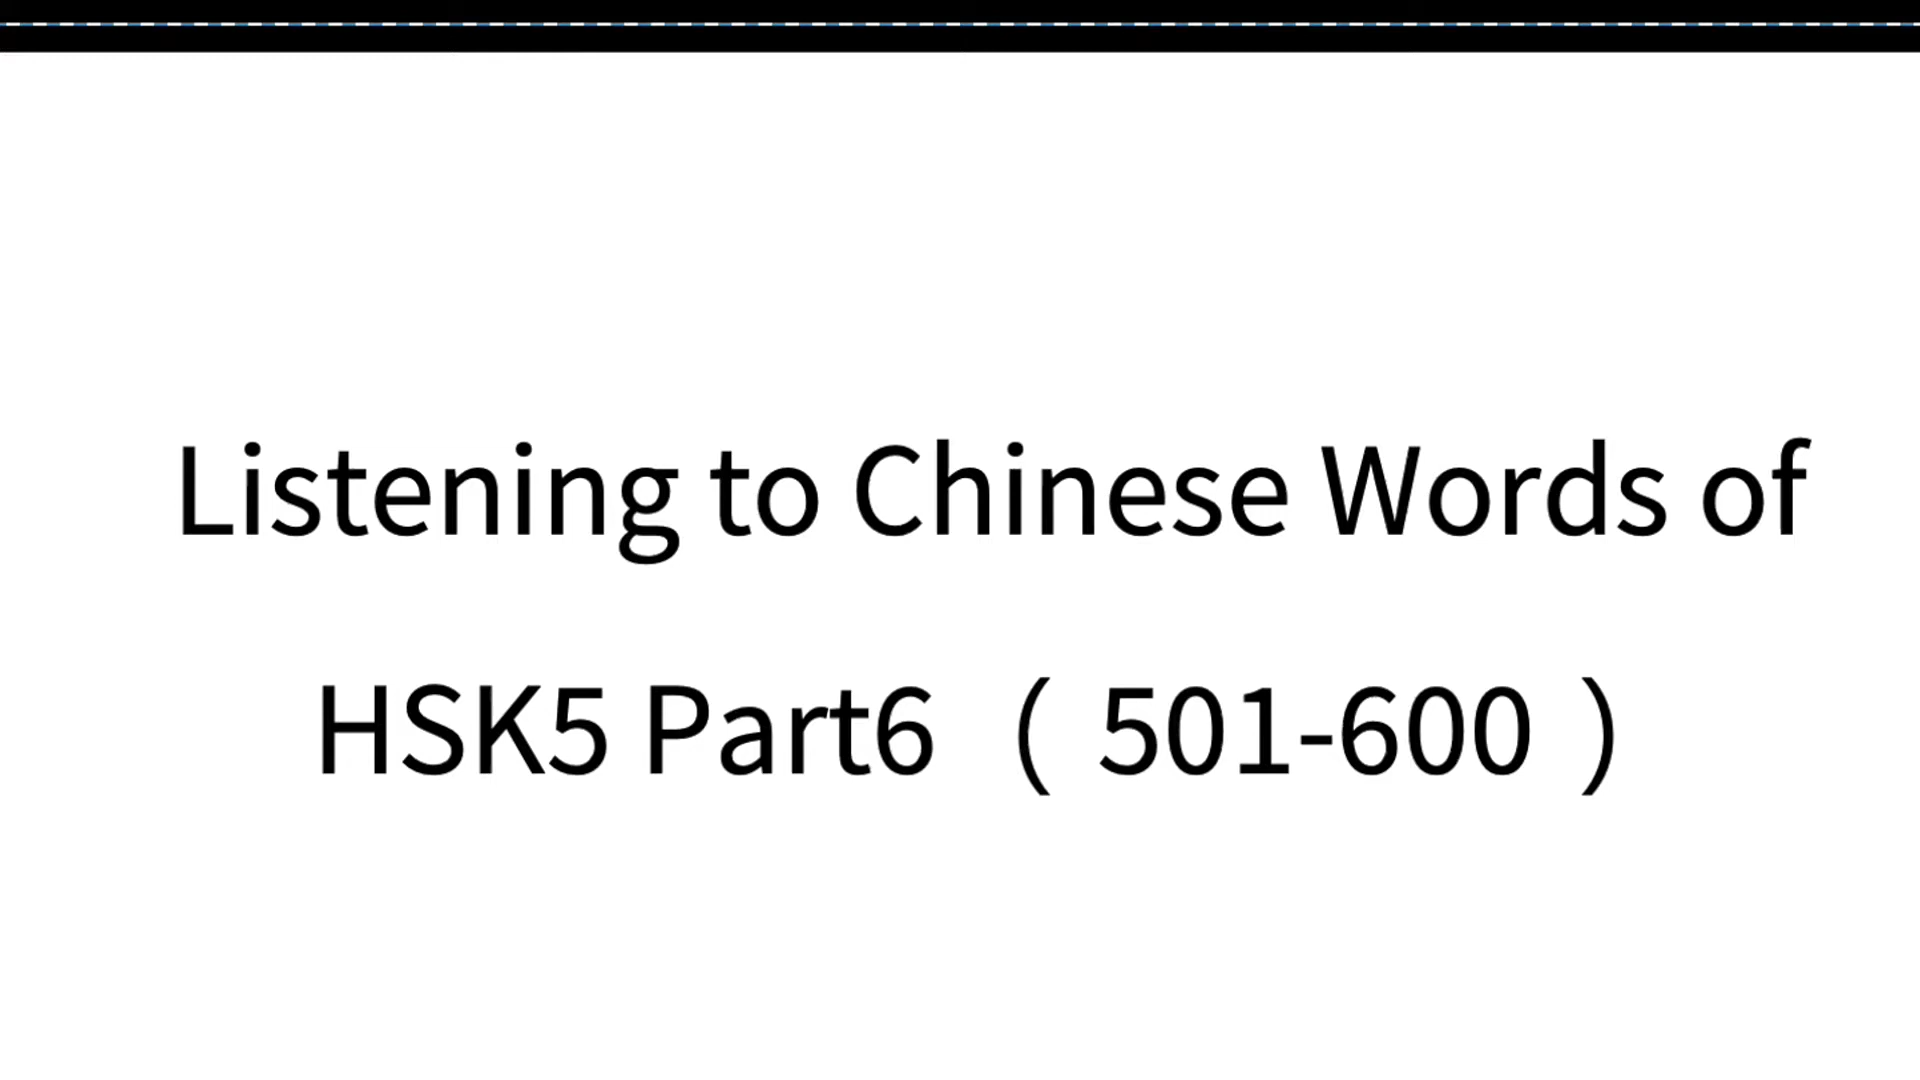 Listening to Chinese Words of
HSK5 Part6（501-600）